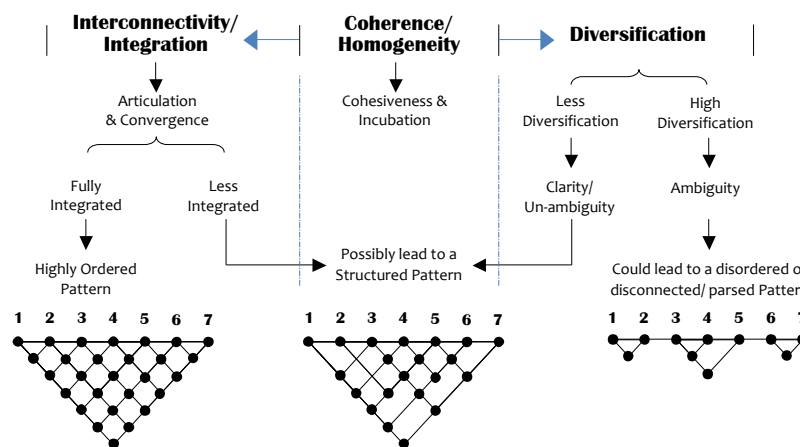 Interconnectivity/
Integration
Coherence/
Homogeneity
Diversification
Articulation
& Convergence
Cohesiveness &
Incubation
Less
Diversification
High
Diversification
Fully
Integrated
Less
Integrated
Clarity/
Un-ambiguity
Ambiguity
Highly Ordered
Pattern
Possibly lead to a
Structured Pattern
Could lead to a disordered o
disconnected/ parsed Patter
1 2 3 4 5 6 7
1 2 3 4 5 6 7
1 2 3 4 5 6 7